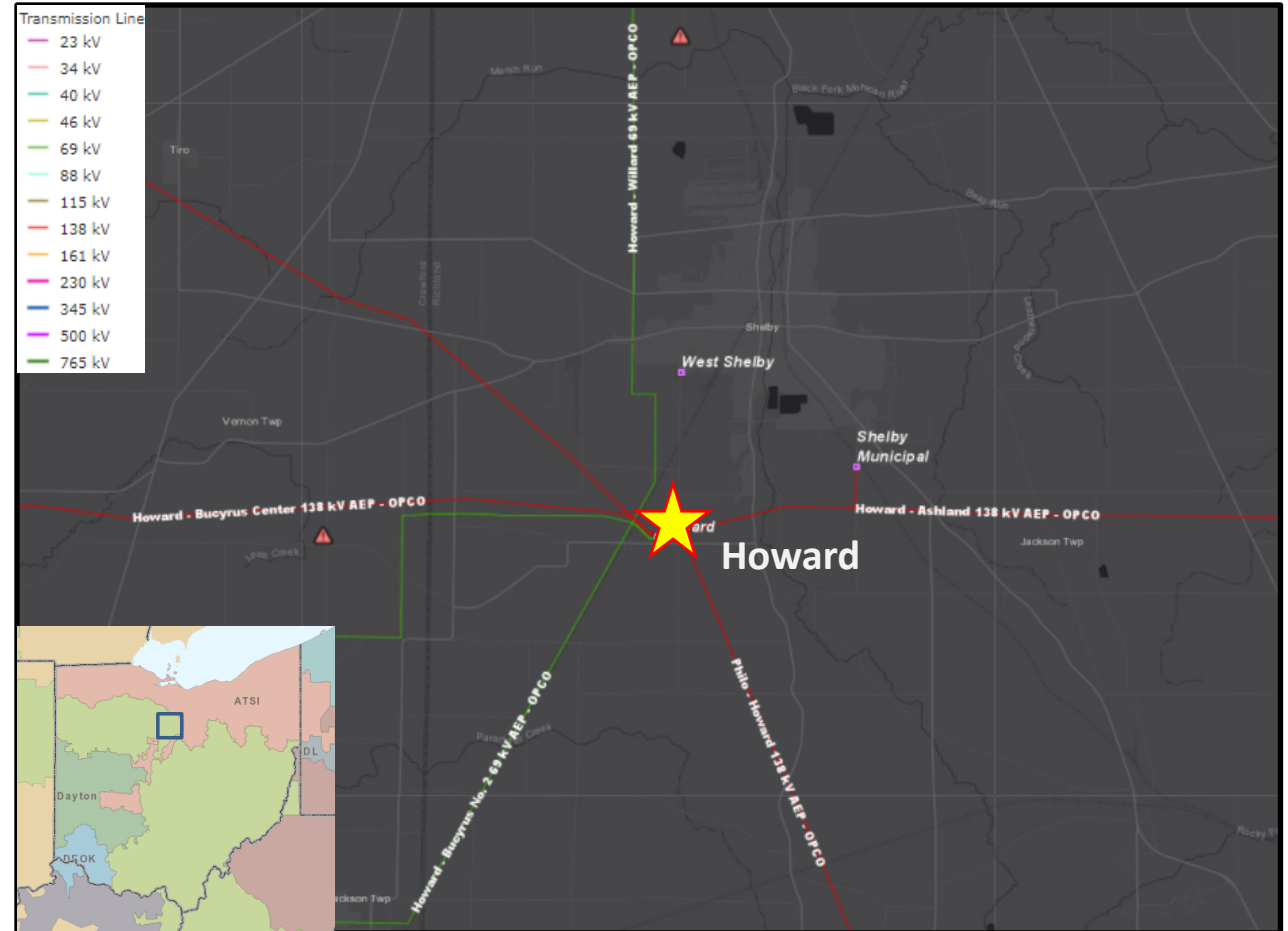 Transmission Line
23 kV
34 kV
40 kV
46 kV
69 kV
88 kV
115 kV
138 kV
161 kV
230 kV
345 kV
500 kV
765 kV
Marsh Run
Black Fork Mohican River
Tiro
Howard - Willard 69 kV AEP - OPCO
Crawford
Richland
Shelby
West Shelby
Vernon Twp
Shelby
Municipal
Howard - Bucyrus Center 138 kV AEP - OPCO
Howard - Ashland 138 kV AEP - OPCO
Jackson Twp
ard
Howard
Philo - Howard 138 kV AEP - OPCO
Howard - Bucyrus No. 2 69 kV AEP - OPCO
Creek
ackson Twp
Rocky
ATSI
DL
Dayton
DEOK